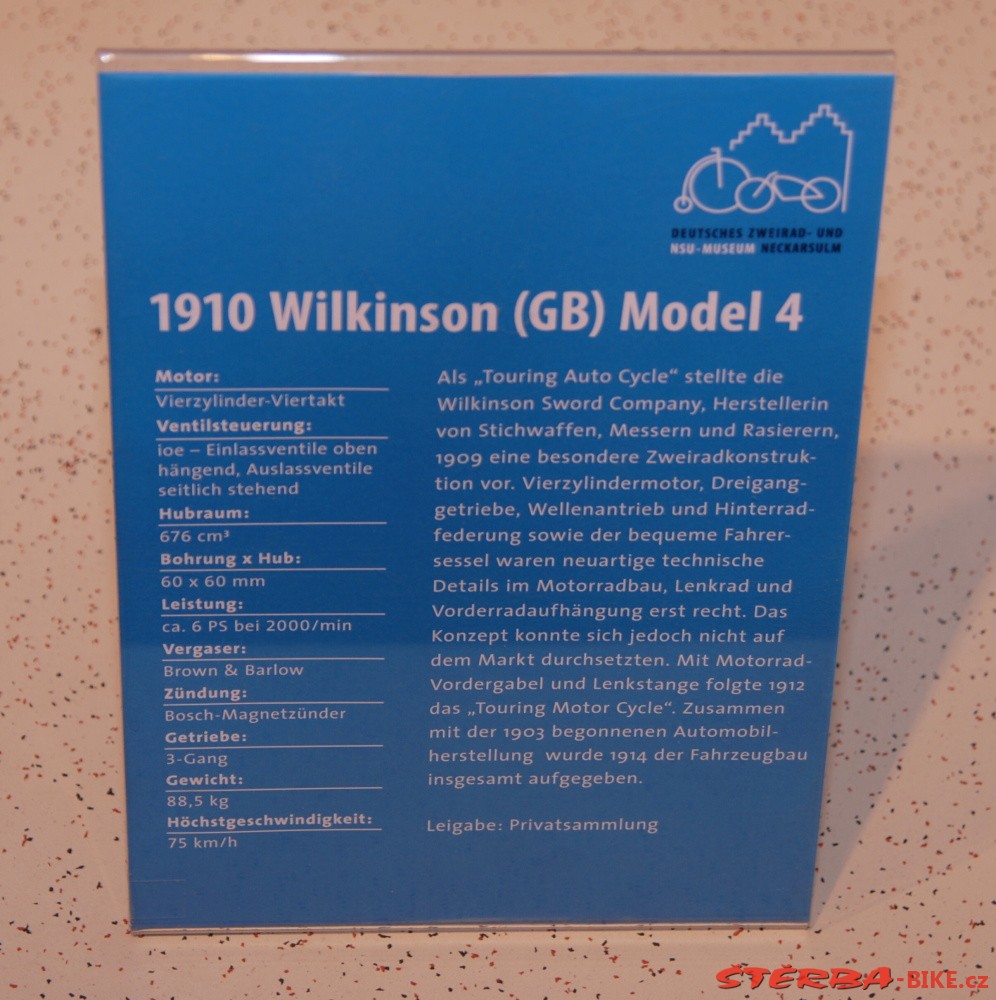 DEUTSCHES ZWEIRAD- UND
NSU-MUSEUM NECKARSULM
1910 Wilkinson (GB) Model 4
Motor:
Vierzylinder-Viertakt
Ventilsteuerung:
ioe – Einlassventile oben
hängend, Auslassventile
seitlich stehend
Hubraum:
676 cm³
Bohrung x Hub:
60 x 60 mm
Leistung:
ca. 6 PS bei 2000/min
Vergaser:
Brown & Barlow
Zündung:
Bosch-Magnetzünder
Getriebe:
3-Gang
Gewicht:
88,5 kg
Höchstgeschwindigkeit:
75 km/h
Als „Touring Auto Cycle“ stellte die
Wilkinson Sword Company, Herstellerin
von Stichwaffen, Messern und Rasierern,
1909 eine besondere Zweiradkonstruk-
tion vor. Vierzylindermotor, Dreigang-
getriebe, Wellenantrieb und Hinterrad-
federung sowie der bequeme Fahrer-
sessel waren neuartige technische
Details im Motorradbau, Lenkrad und
Vorderradaufhängung erst recht. Das
Konzept konnte sich jedoch nicht auf
dem Markt durchsetzten. Mit Motorrad-
Vordergabel und Lenkstange folgte 1912
das „Touring Motor Cycle“. Zusammen
mit der 1903 begonnenen Automobil-
herstellung wurde 1914 der Fahrzeugbau
insgesamt aufgegeben.
Leigabe: Privatsammlung
ŠTĚRBA-BIKE.cz